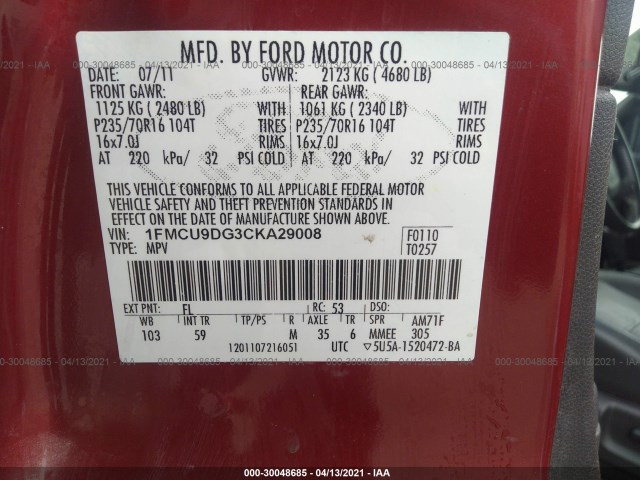 000-30048685 - 04/13/2021 - IAA
MFD. BY FORD MOTOR CO.
DATE: 07/11 GVWR: 2123 KG ( 4680 LB)
FRONT GAWR: REAR GAWR:
1125 KG ( 2480 LB) WITH 1061 KG ( 2340 LB) WITH
P235/70R16 104T TIRES P235/70R16 104T TIRES
16x7.0J RIMS 16x7.0J RIMS
AT 220 kPa/ 32 PSI COLD AT 220 kPa/ 32 PSI COLD
THIS VEHICLE CONFORMS TO ALL APPLICABLE FEDERAL MOTOR
VEHICLE SAFETY AND THEFT PREVENTION STANDARDS IN
EFFECT ON THE DATE OF MANUFACTURE SHOWN ABOVE.
VIN: 1FMCU9DG3CKA29008 F0110
TYPE: MPV T0257
EXT PNT: FL RC: 53 DSO:
WB INT TR TP/PS R AXLE TR SPR AM71F
103 59 M 35 6 MMEE 305
1201107216051 UTC ▽5U5A-1520472-BA
000-30048685 - 04/13/2021 - IAA